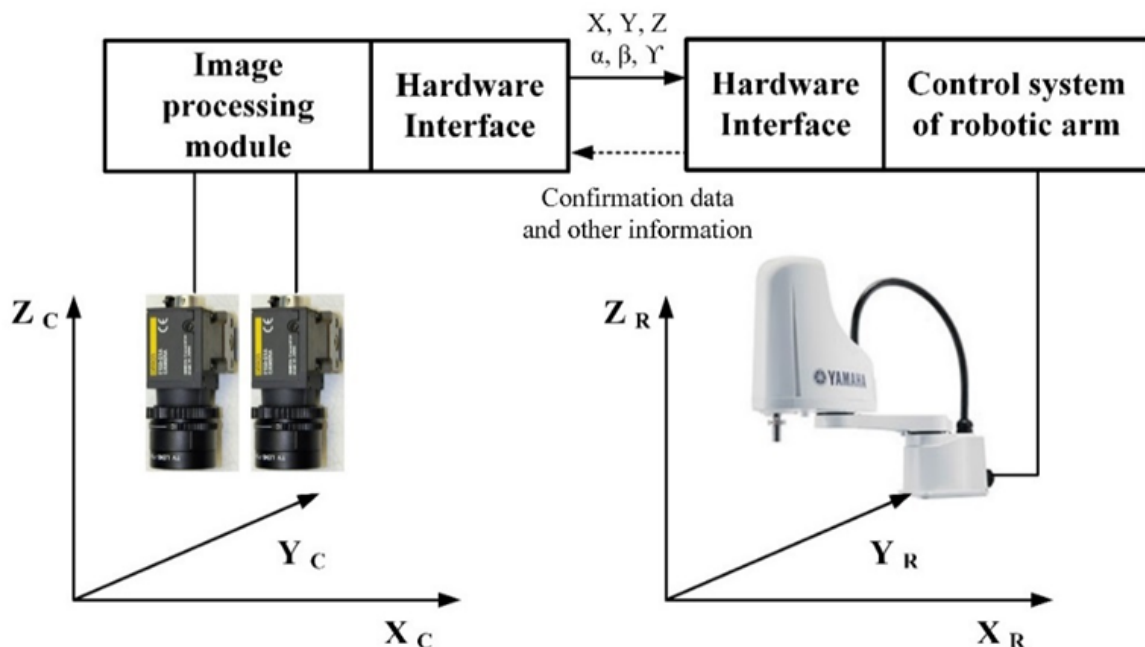 X, Y, Z
α, β, ϒ
Image
processing
module
Hardware
Interface
Hardware
Interface
Control system
of robotic arm
Confirmation data
and other information
Z C
Y C
X C
Z R
YAMAHA
Y R
X R